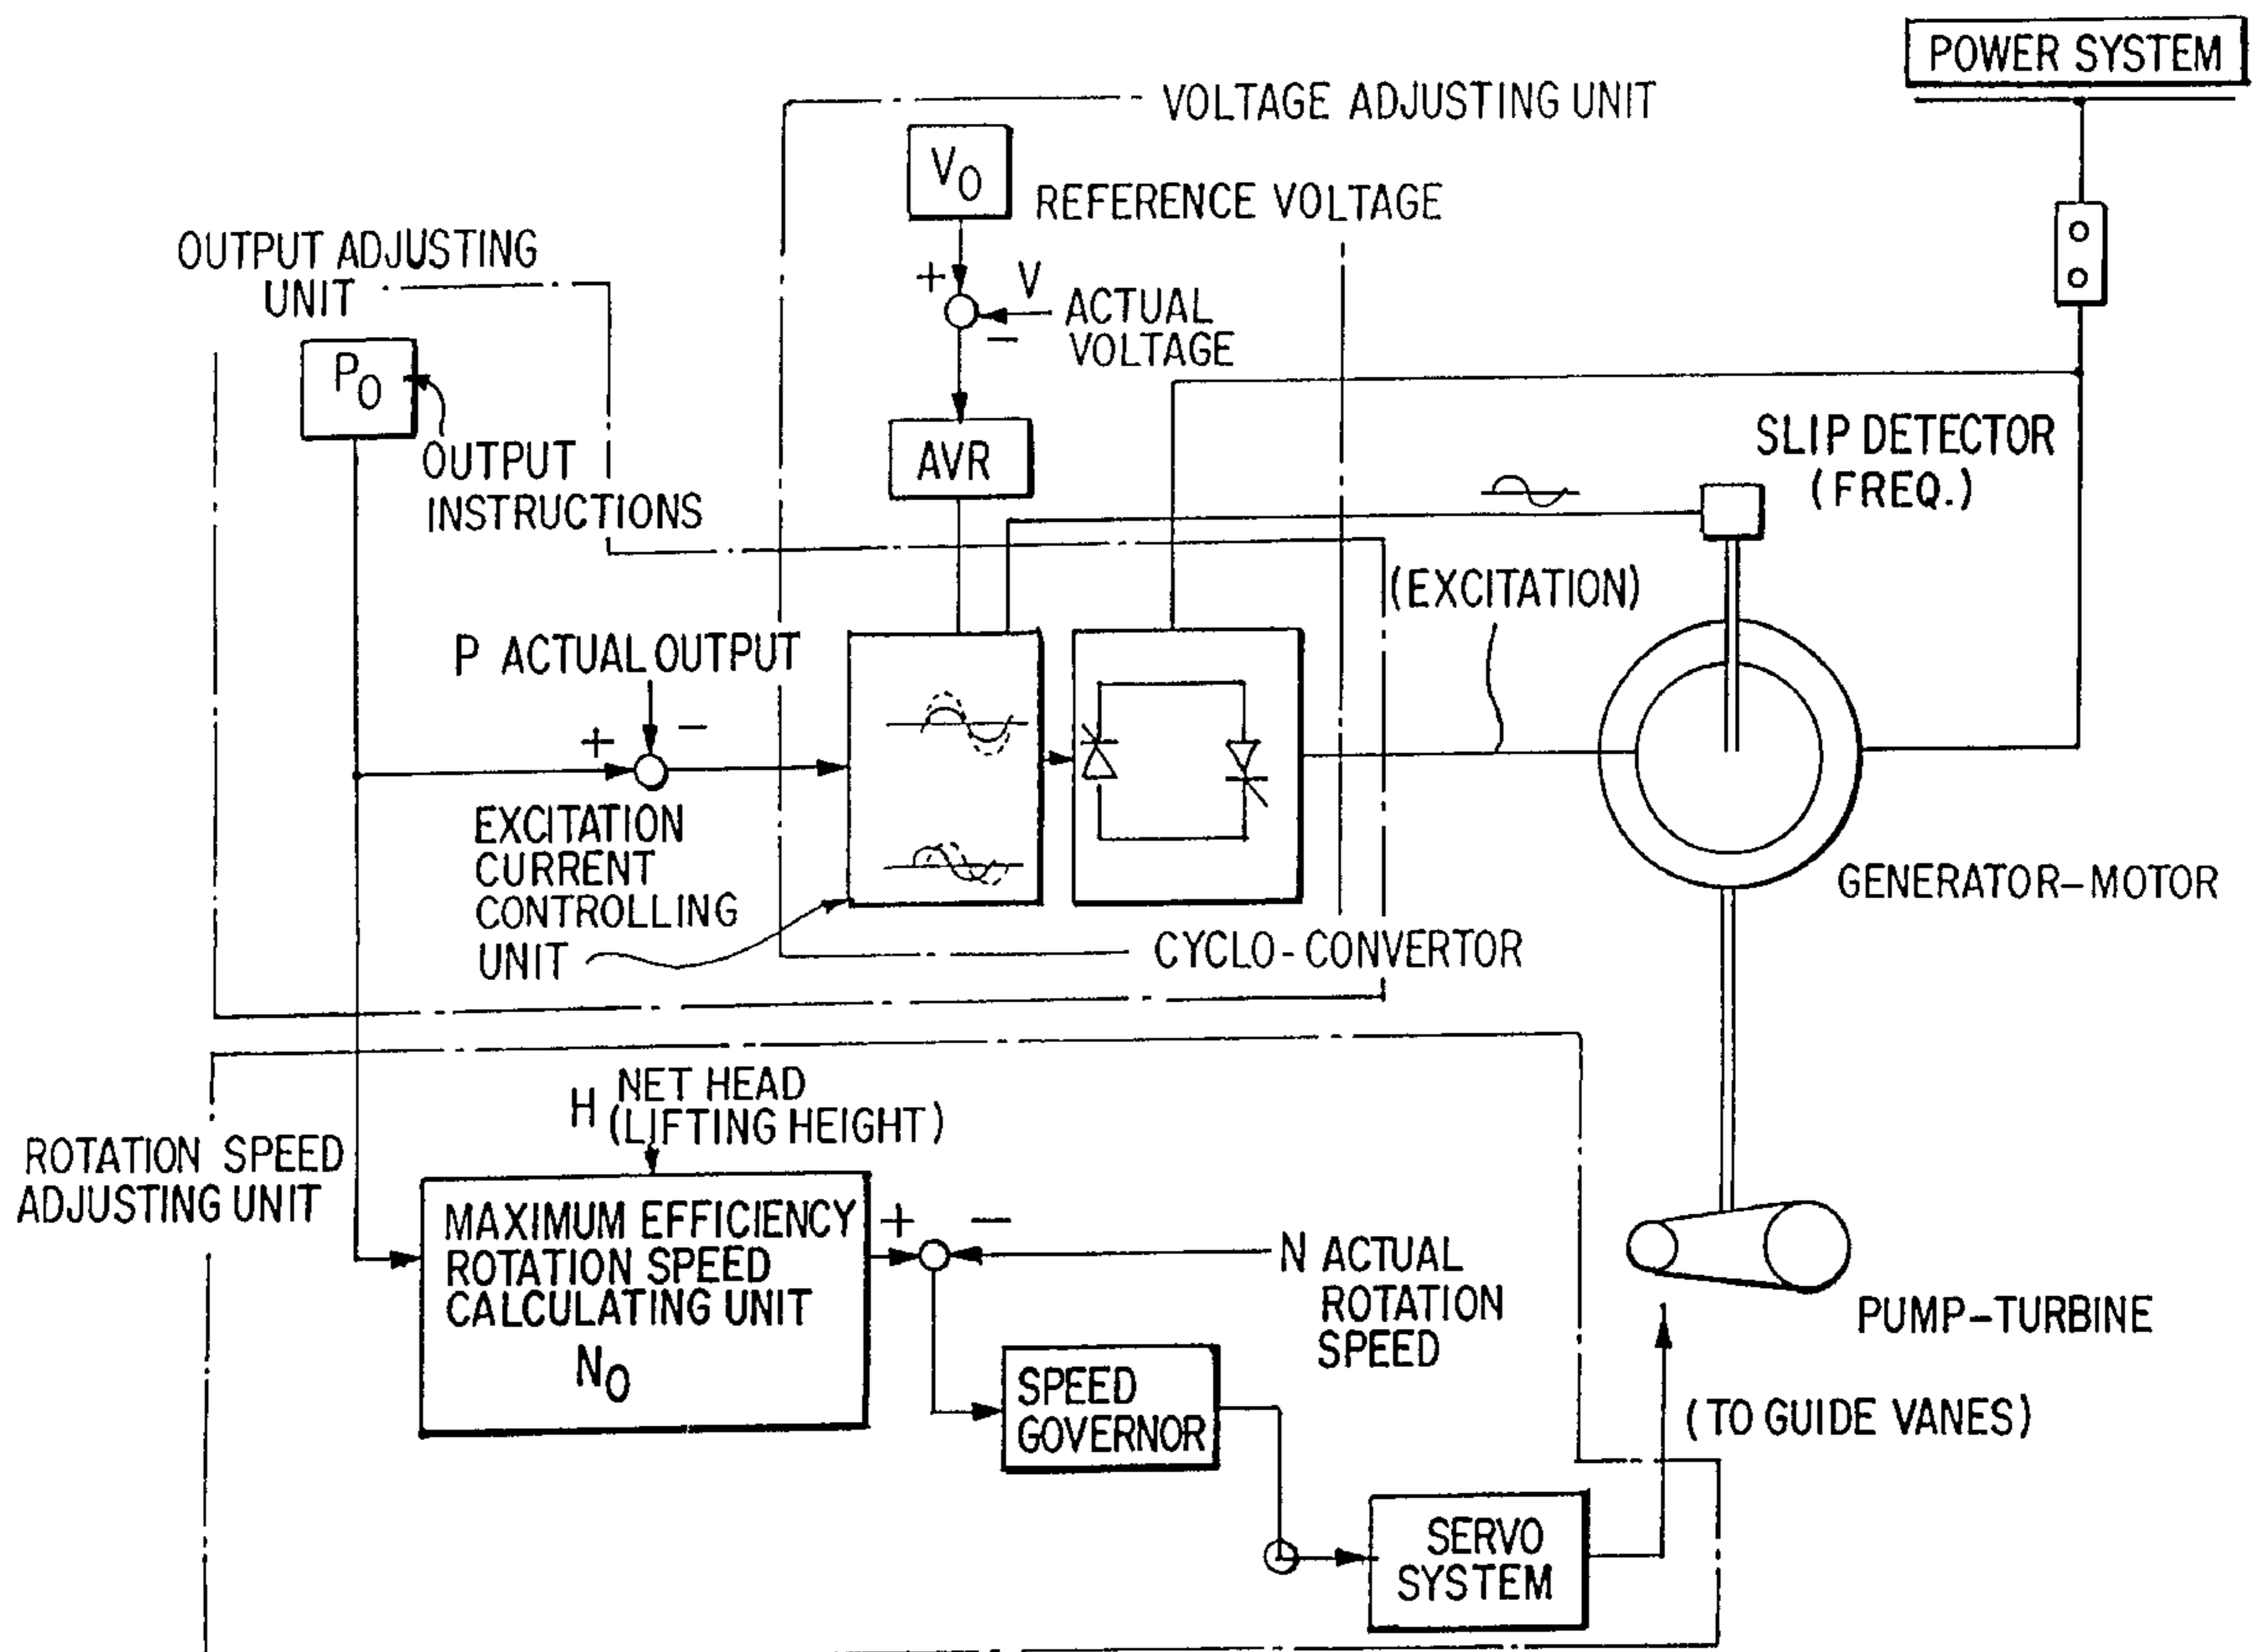 POWER SYSTEM
VOLTAGE ADJUSTING UNIT
V0
REFERENCE VOLTAGE
OUTPUT ADJUSTING
UNIT
+
V
ACTUAL
VOLTAGE
−
P0
OUTPUT
INSTRUCTIONS
AVR
SLIP DETECTOR
(FREQ.)
(EXCITATION)
P ACTUAL OUTPUT
+
−
EXCITATION
CURRENT
CONTROLLING
UNIT
GENERATOR-MOTOR
CYCLO-CONVERTOR
H NET HEAD
(LIFTING HEIGHT)
ROTATION SPEED
ADJUSTING UNIT
MAXIMUM EFFICIENCY
ROTATION SPEED
CALCULATING UNIT
N0
+
−
N ACTUAL
ROTATION
SPEED
PUMP-TURBINE
SPEED
GOVERNOR
(TO GUIDE VANES)
SERVO
SYSTEM